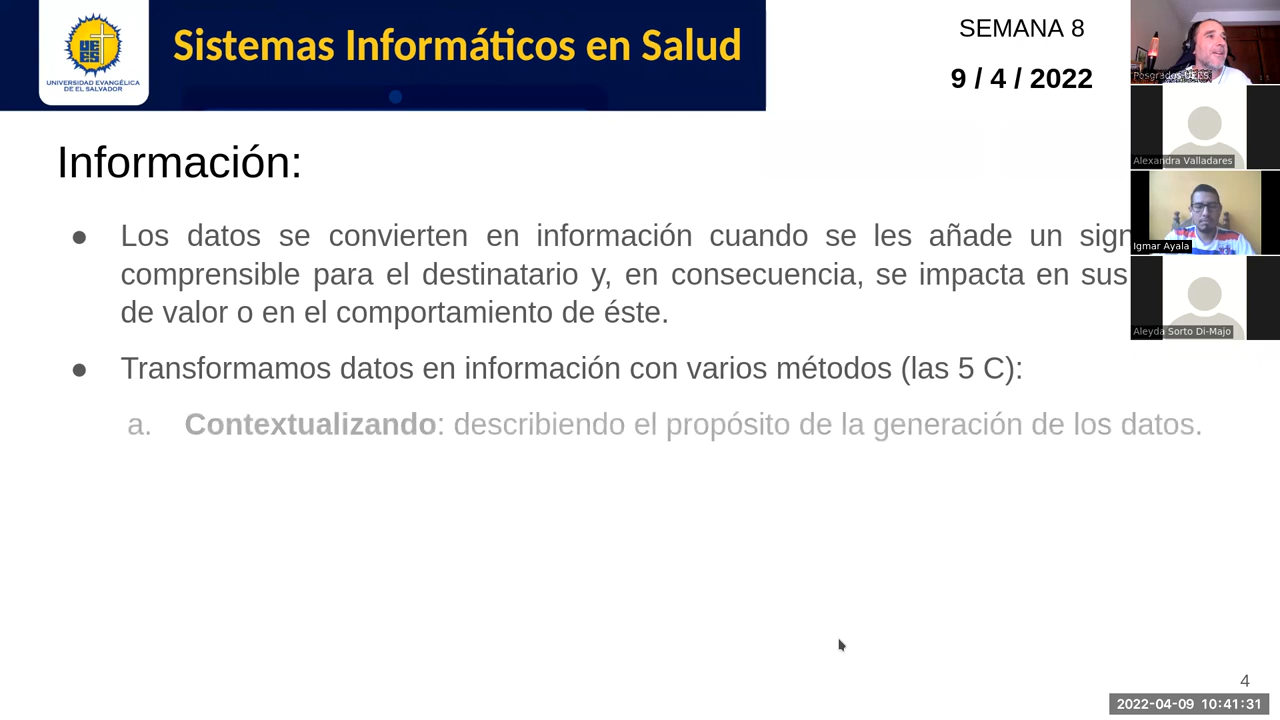 UNIVERSIDAD EVANGÉLICA
DE EL SALVADOR
Sistemas Informáticos en Salud
SEMANA 8
9 / 4 / 2022
Posgrados UEES
Alexandra Valladares
Igmar Ayala
Aleyda Sorto Di-Majo
Información:
● Los datos se convierten en información cuando se les añade un
comprensible para el destinatario y, en consecuencia, se impacta en sus
de valor o en el comportamiento de éste.
● Transformamos datos en información con varios métodos (las 5 C):
a. Contextualizando: describiendo el propósito de la generación de los datos.
4
2022-04-09 10:41:31